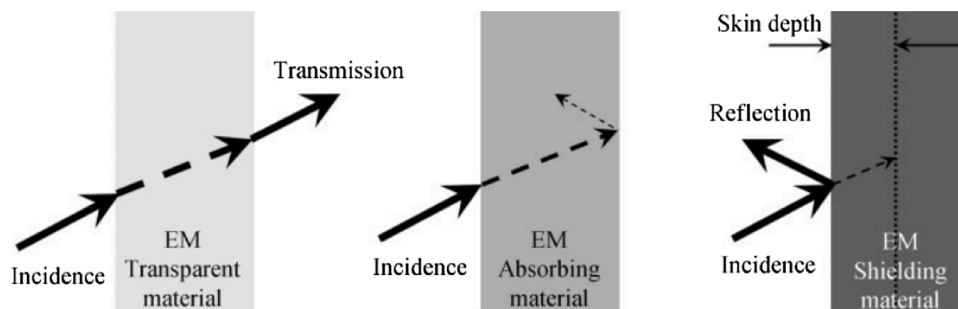 Transmission
Incidence
EM
Transparent
material
Incidence
EM
Absorbing
material
Skin depth
Reflection
Incidence
EM
Shielding
material